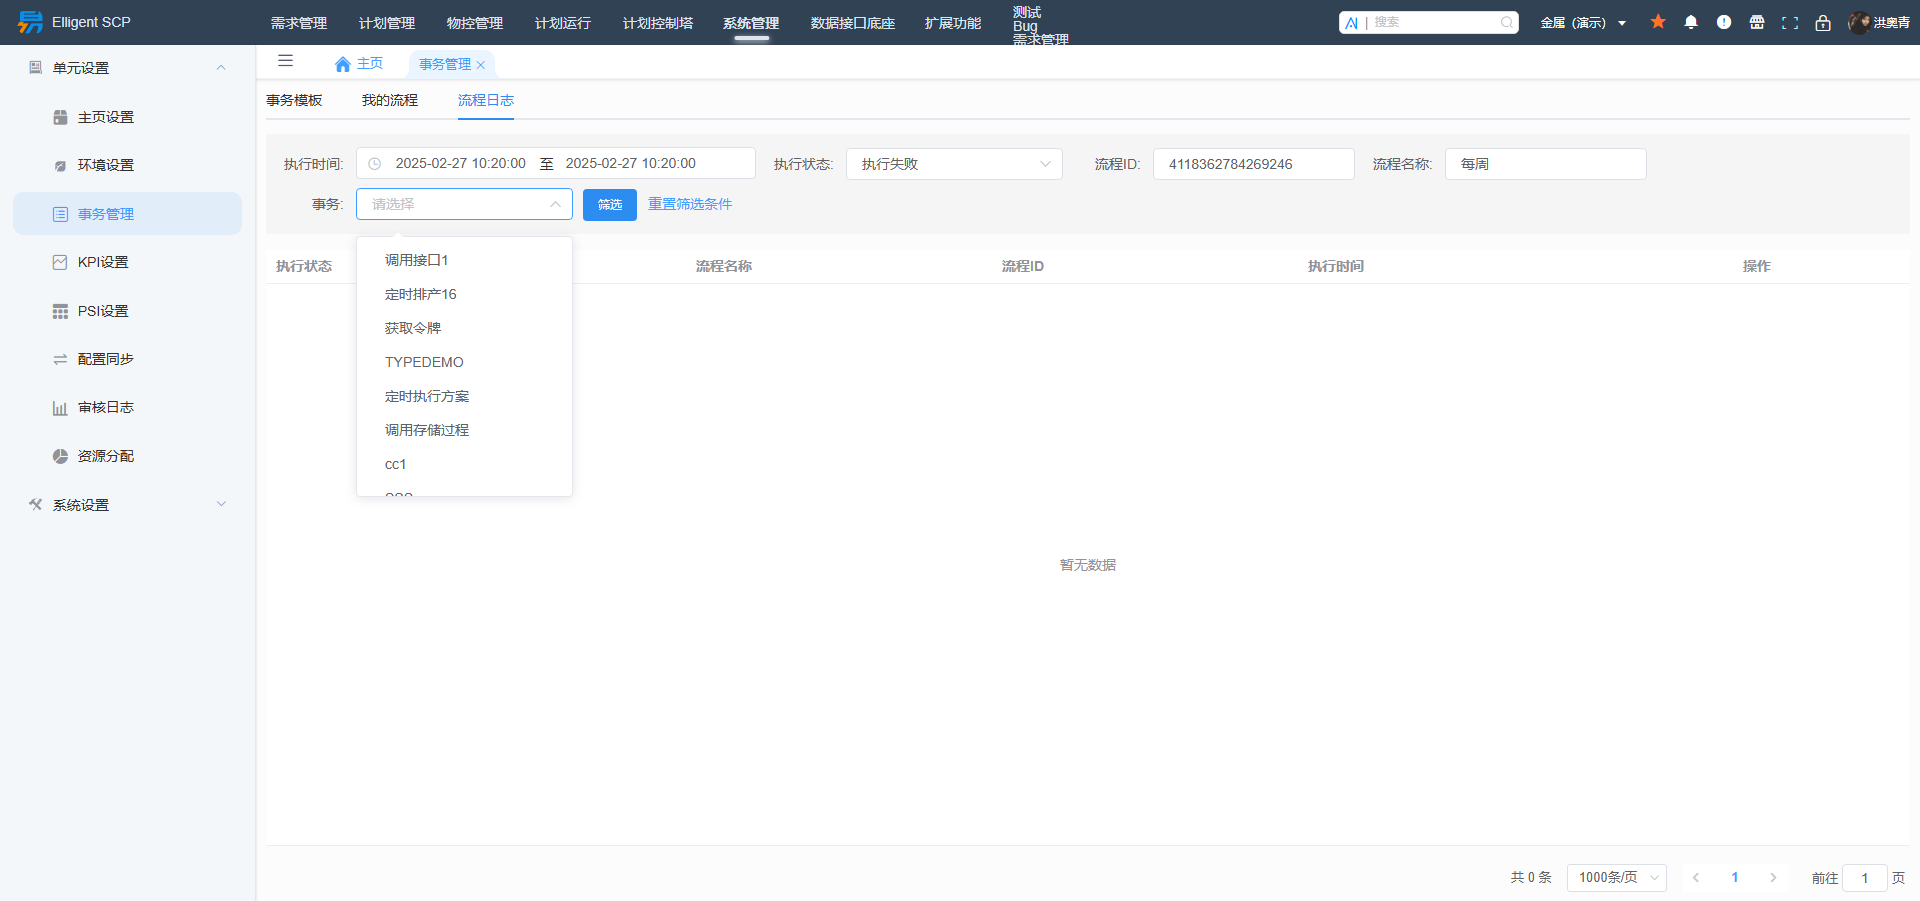 Elligent SCP
需求管理 计划管理 物控管理 计划运行 计划控制塔 系统管理 数据接口底座 扩展功能 测试
Bug
需求管理
搜索
金属（演示）
洪奥青
单元设置
主页设置
环境设置
事务管理
KPI设置
PSI设置
配置同步
审核日志
资源分配
系统设置
主页 事务管理
事务模板 我的流程 流程日志
执行时间: 2025-02-27 10:20:00 至 2025-02-27 10:20:00 执行状态: 执行失败 流程ID: 4118362784269246 流程名称: 每周
事务: 请选择 筛选 重置筛选条件
执行状态 流程名称 流程ID 执行时间 操作
调用接口1
定时排产16
获取令牌
TYPEDEMO
定时执行方案
调用存储过程
cc1
暂无数据
共 0 条 1000条/页 1 前往 1 页